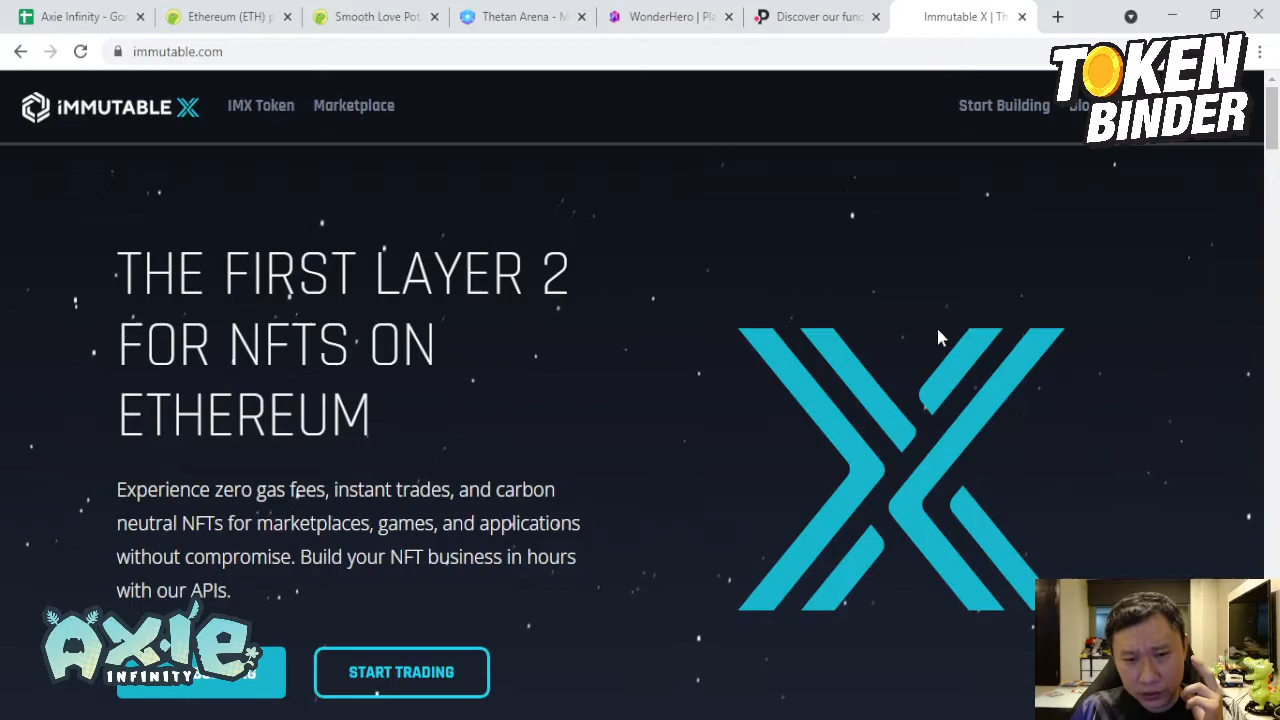 Axie Infinity - Go
Ethereum (ETH) p
Smooth Love Pot
Thetan Arena - M
WonderHero | Pla
Discover our fund
Immutable X | Th
immutable.com
TOKEN
BINDER
IMMUTABLE X
IMX Token
Marketplace
Start Building
Blo
THE FIRST LAYER 2
FOR NFTS ON
ETHEREUM
Experience zero gas fees, instant trades, and carbon
neutral NFTs for marketplaces, games, and applications
without compromise. Build your NFT business in hours
with our APIs.
AXIE
INFINITY
START TRADING